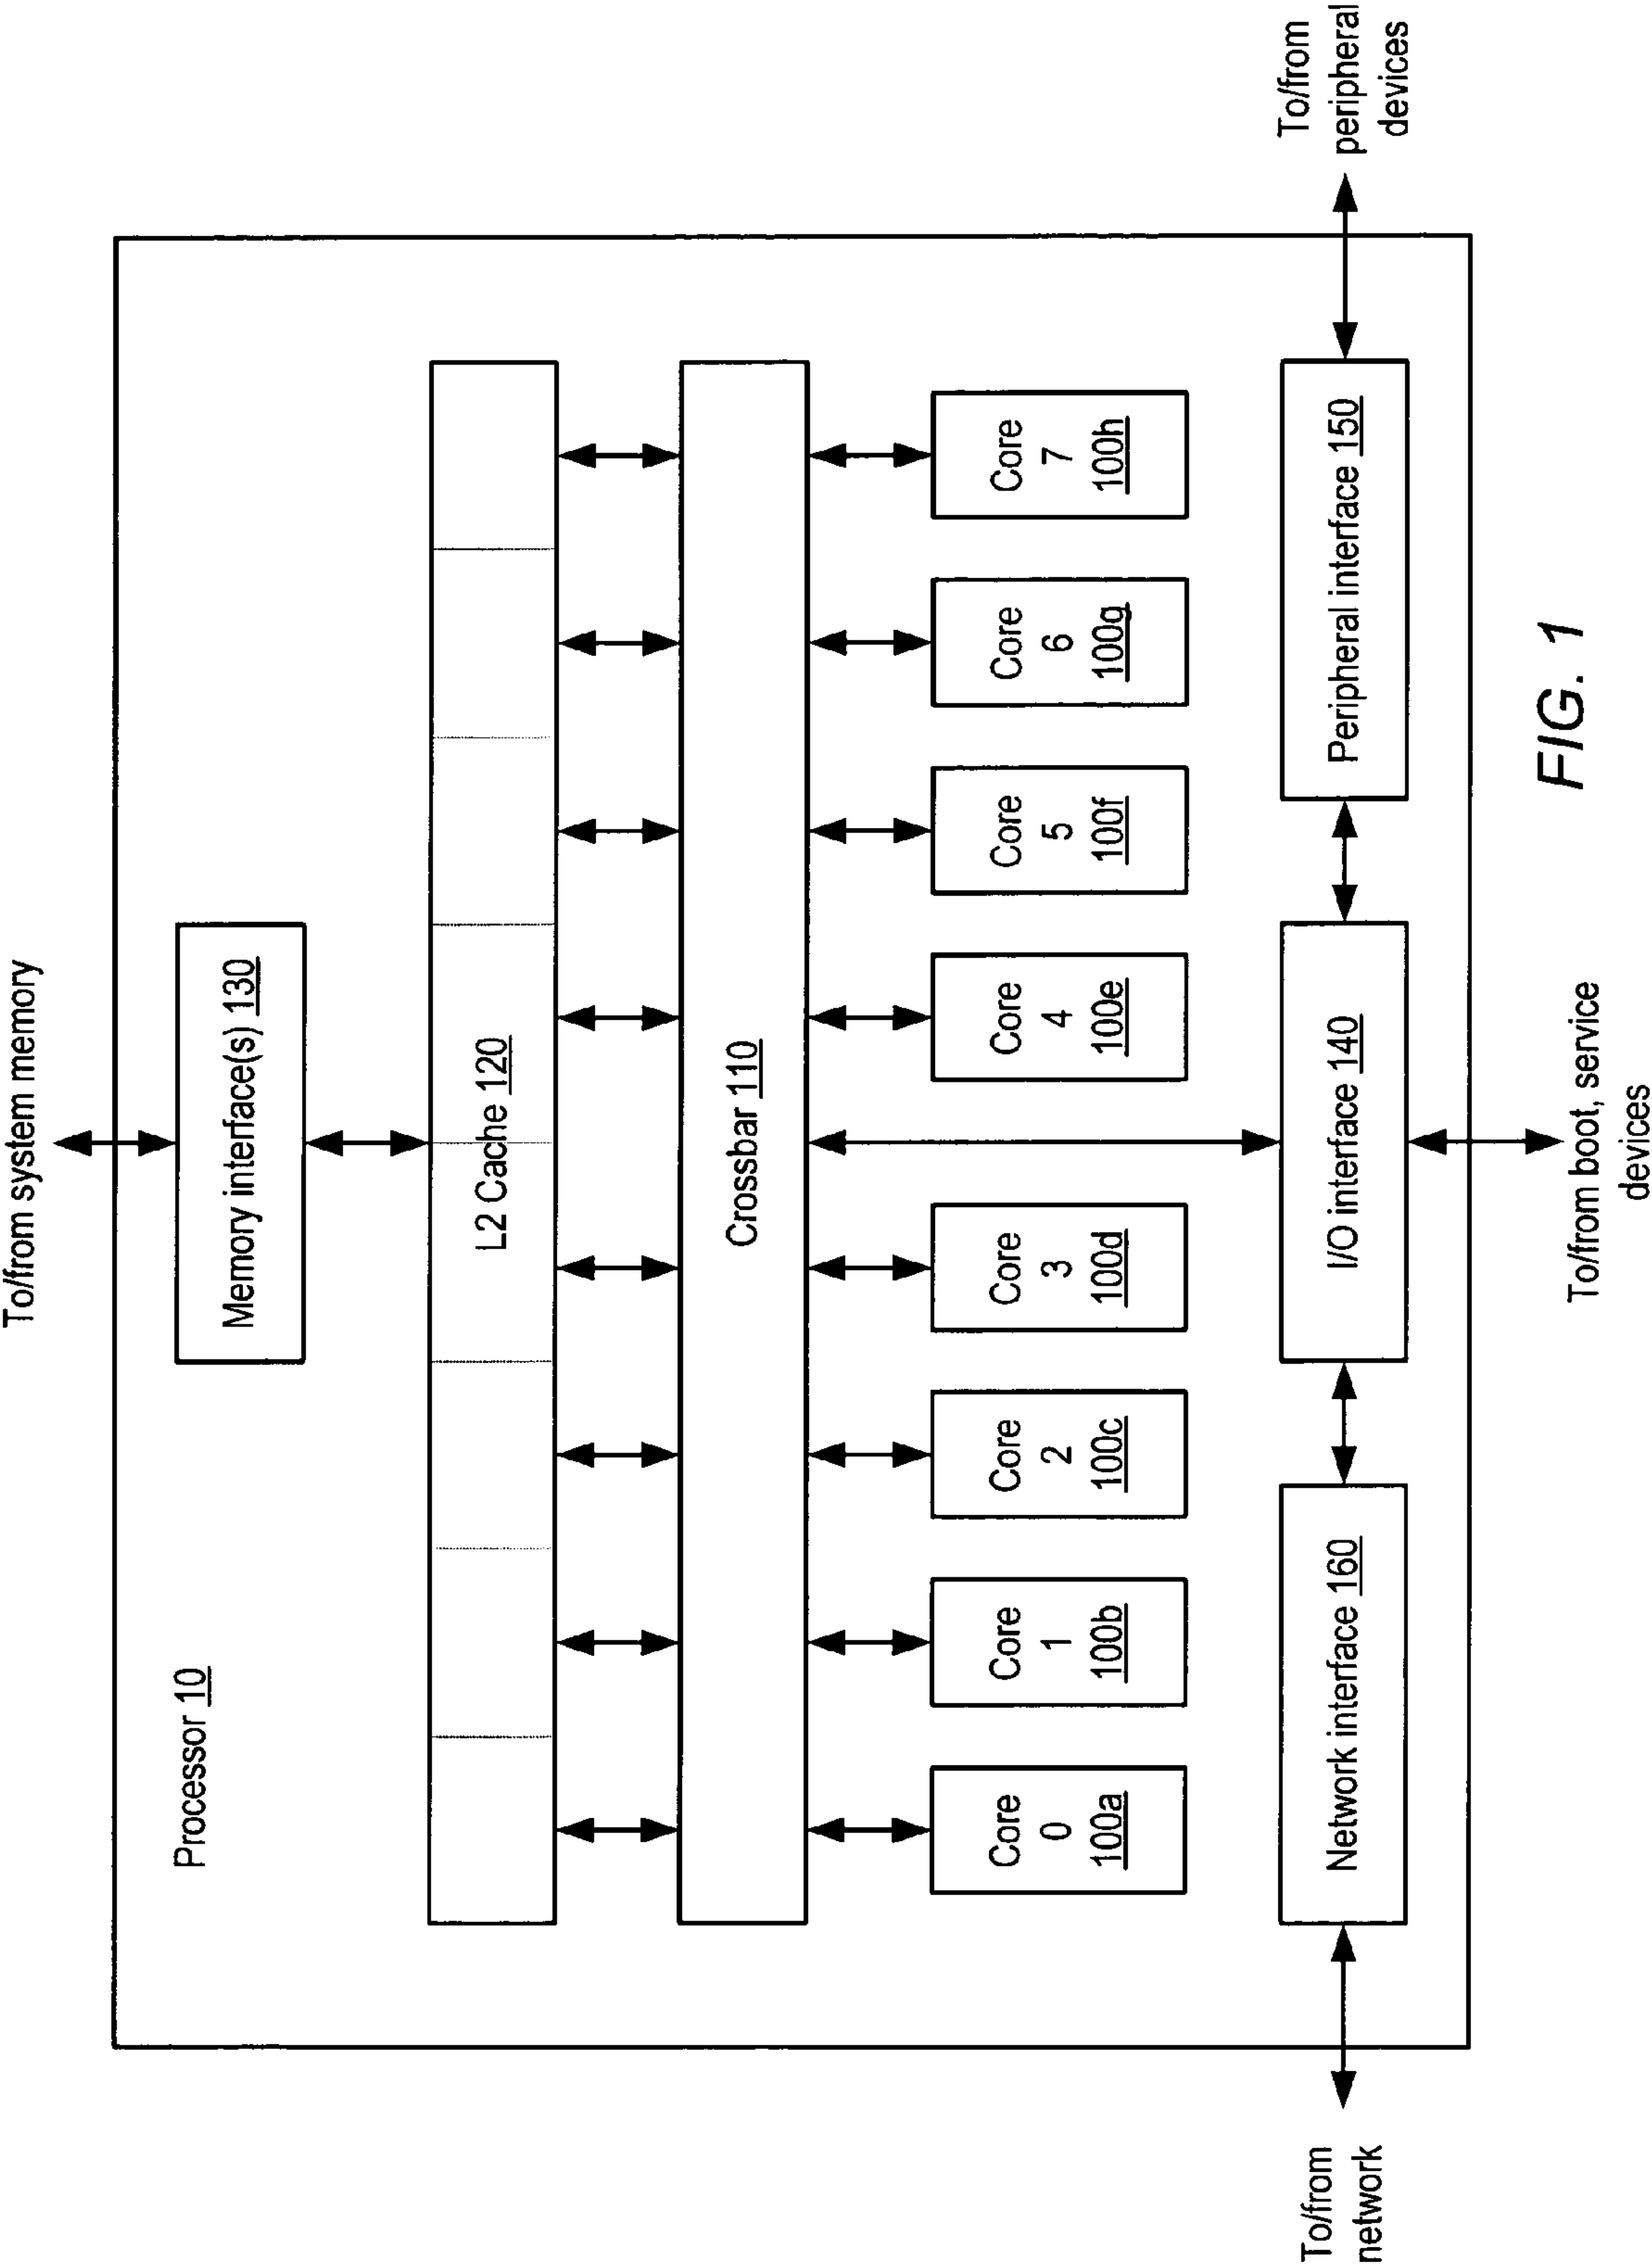 To/from system memory
Processor 10
Memory interface(s) 130
L2 Cache 120
Crossbar 110
Core
0
100a
Core
1
100b
Core
2
100c
Core
3
100d
Core
4
100e
Core
5
100f
Core
6
100g
Core
7
100h
To/from
network
Network interface 160
I/O interface 140
Peripheral interface 150
To/from
peripheral
devices
To/from boot, service
devices
FIG. 1